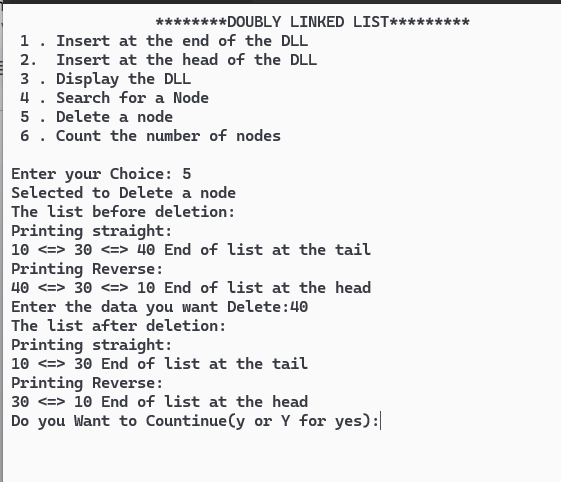 ********DOUBLY LINKED LIST*********
1 . Insert at the end of the DLL
2.  Insert at the head of the DLL
3 . Display the DLL
4 . Search for a Node
5 . Delete a node
6 . Count the number of nodes
Enter your Choice: 5
Selected to Delete a node
The list before deletion:
Printing straight:
10 <=> 30 <=> 40 End of list at the tail
Printing Reverse:
40 <=> 30 <=> 10 End of list at the head
Enter the data you want Delete:40
The list after deletion:
Printing straight:
10 <=> 30 End of list at the tail
Printing Reverse:
30 <=> 10 End of list at the head
Do you Want to Countinue(y or Y for yes):